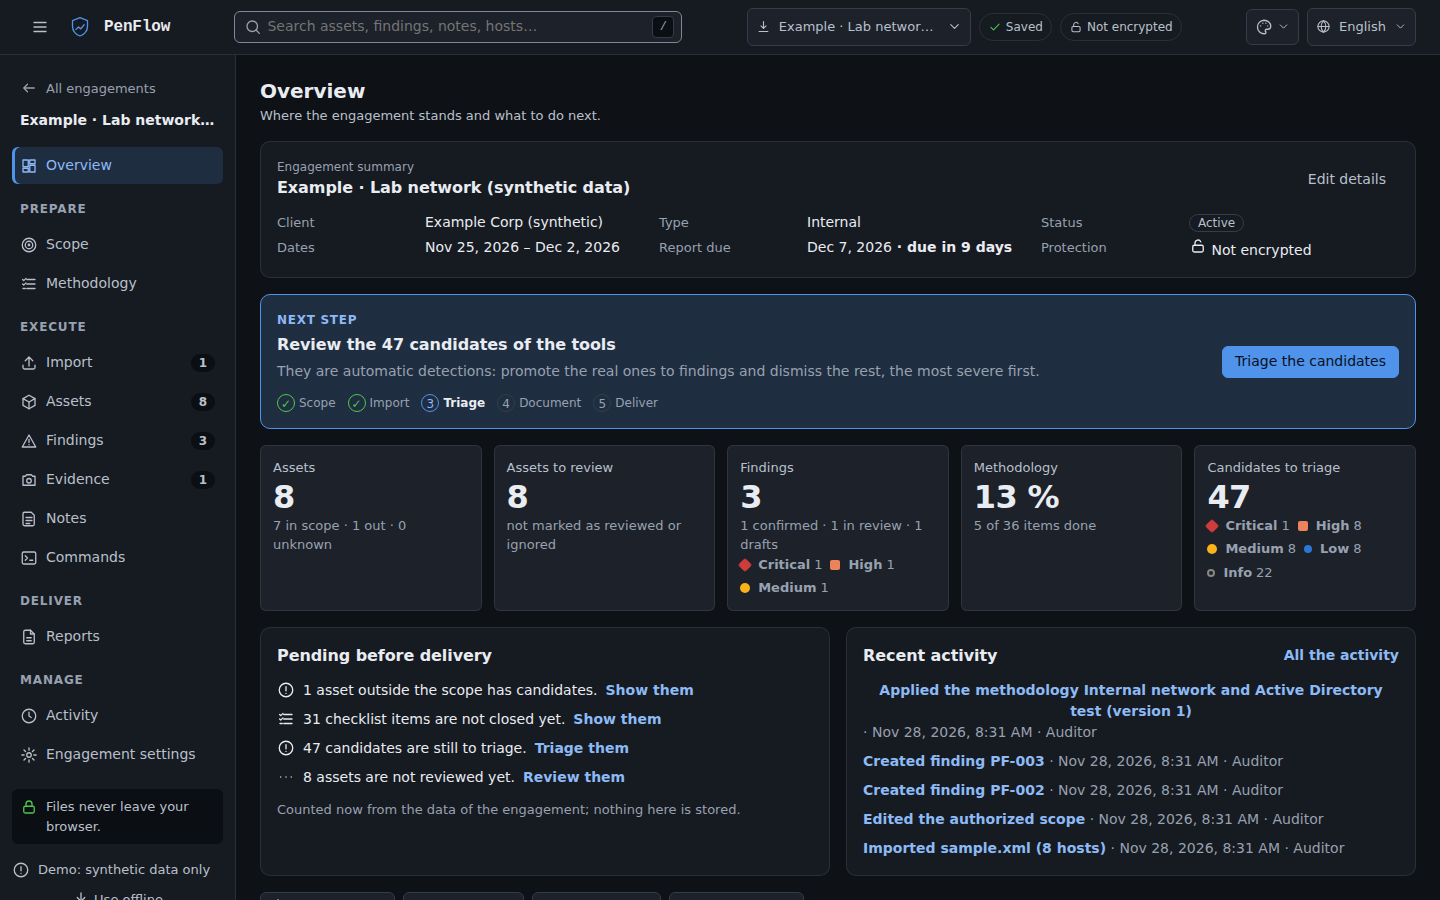 PenFlow
Search assets, findings, notes, hosts…
/
Example · Lab networ…
Saved
Not encrypted
English
All engagements
Example · Lab network…
Overview
PREPARE
Scope
Methodology
EXECUTE
Import 1
Assets 8
Findings 3
Evidence 1
Notes
Commands
DELIVER
Reports
MANAGE
Activity
Engagement settings
Files never leave your
browser.
Demo: synthetic data only
Use offline
Overview
Where the engagement stands and what to do next.
Engagement summary
Example · Lab network (synthetic data)
Edit details
Client Example Corp (synthetic) Type Internal Status Active
Dates Nov 25, 2026 – Dec 2, 2026 Report due Dec 7, 2026 · due in 9 days Protection Not encrypted
NEXT STEP
Review the 47 candidates of the tools
They are automatic detections: promote the real ones to findings and dismiss the rest, the most severe first.
Triage the candidates
✓ Scope ✓ Import 3 Triage 4 Document 5 Deliver
Assets
8
7 in scope · 1 out · 0
unknown
Assets to review
8
not marked as reviewed or
ignored
Findings
3
1 confirmed · 1 in review · 1
drafts
Critical 1 High 1
Medium 1
Methodology
13 %
5 of 36 items done
Candidates to triage
47
Critical 1 High 8
Medium 8 Low 8
Info 22
Pending before delivery
1 asset outside the scope has candidates. Show them
31 checklist items are not closed yet. Show them
47 candidates are still to triage. Triage them
8 assets are not reviewed yet. Review them
Counted now from the data of the engagement; nothing here is stored.
Recent activity
All the activity
Applied the methodology Internal network and Active Directory
test (version 1)
· Nov 28, 2026, 8:31 AM · Auditor
Created finding PF-003 · Nov 28, 2026, 8:31 AM · Auditor
Created finding PF-002 · Nov 28, 2026, 8:31 AM · Auditor
Edited the authorized scope · Nov 28, 2026, 8:31 AM · Auditor
Imported sample.xml (8 hosts) · Nov 28, 2026, 8:31 AM · Auditor